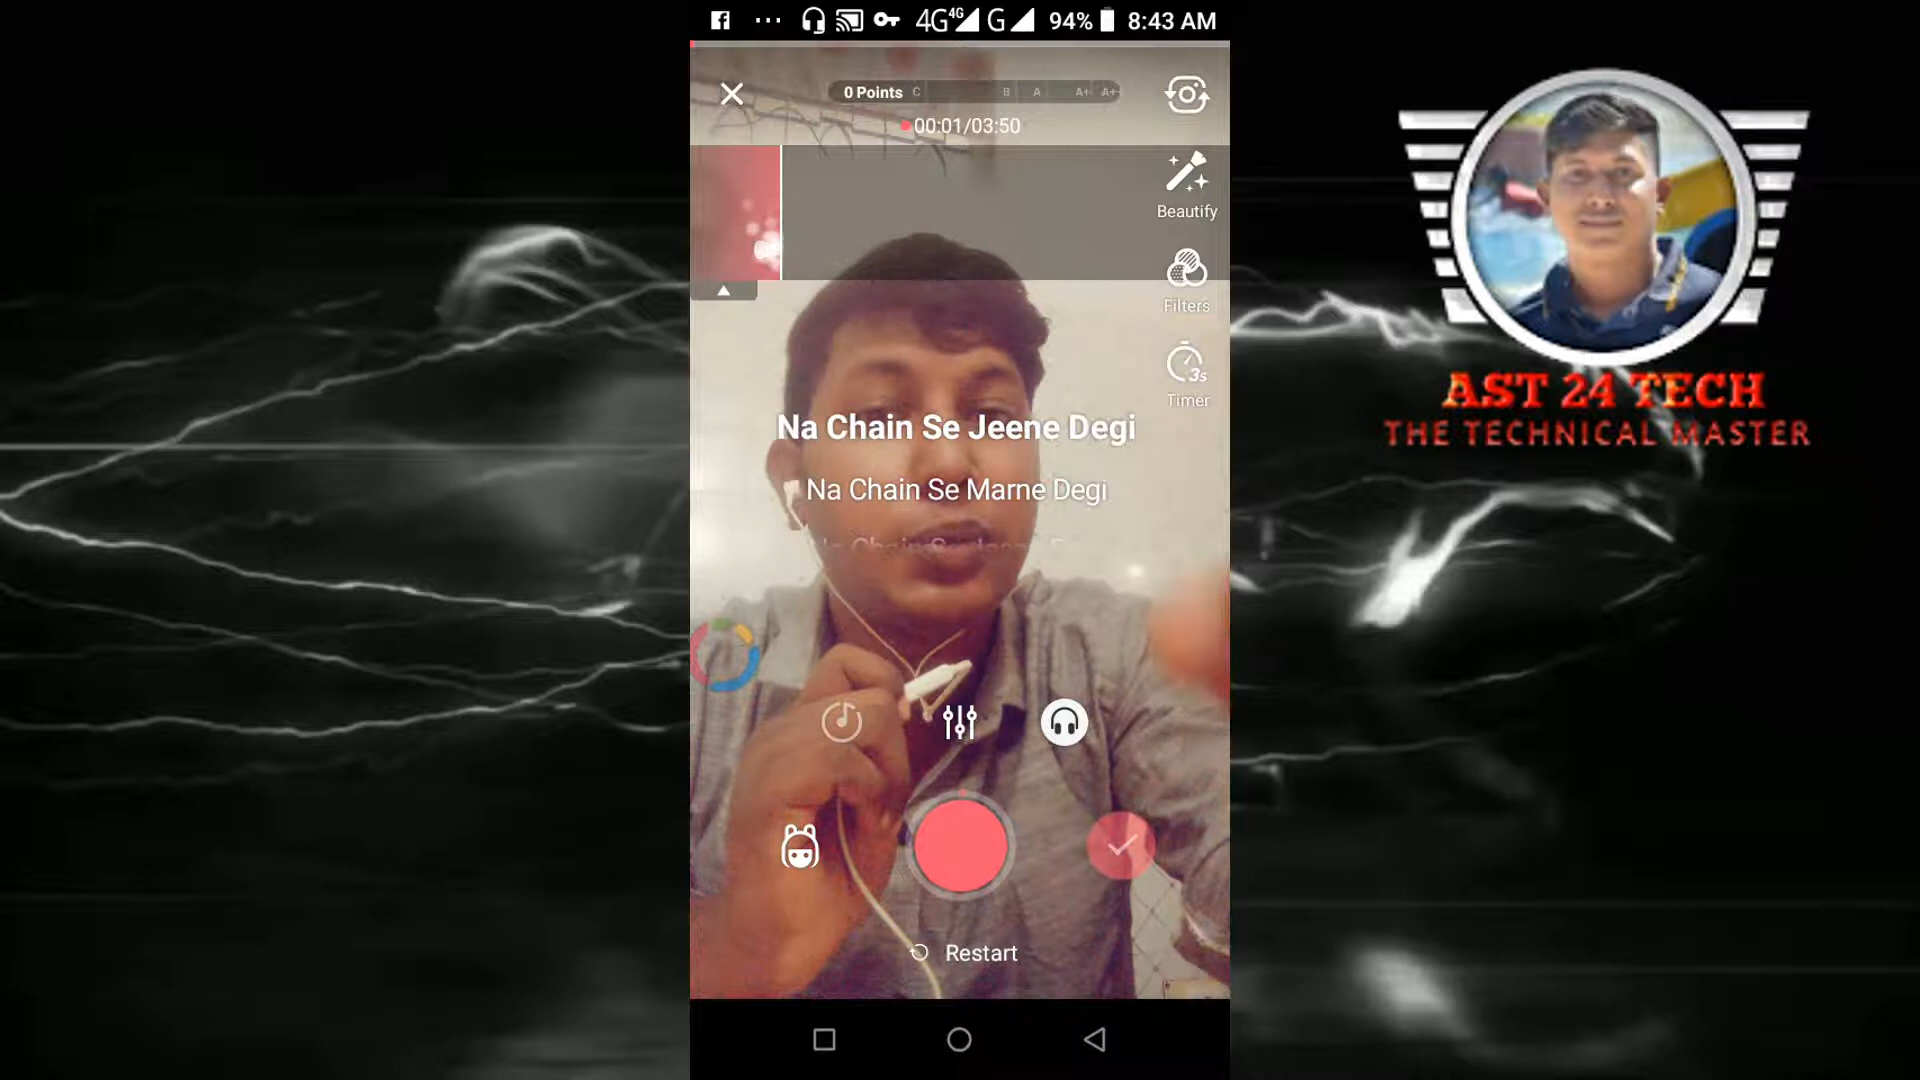 4G 4G G 94% 8:43 AM
0 Points C B A A+ A++
00:01/03:50
Beautify
Filters
3s
Timer
Na Chain Se Jeene Degi
Na Chain Se Marne Degi
Restart
AST 24 TECH
THE TECHNICAL MASTER